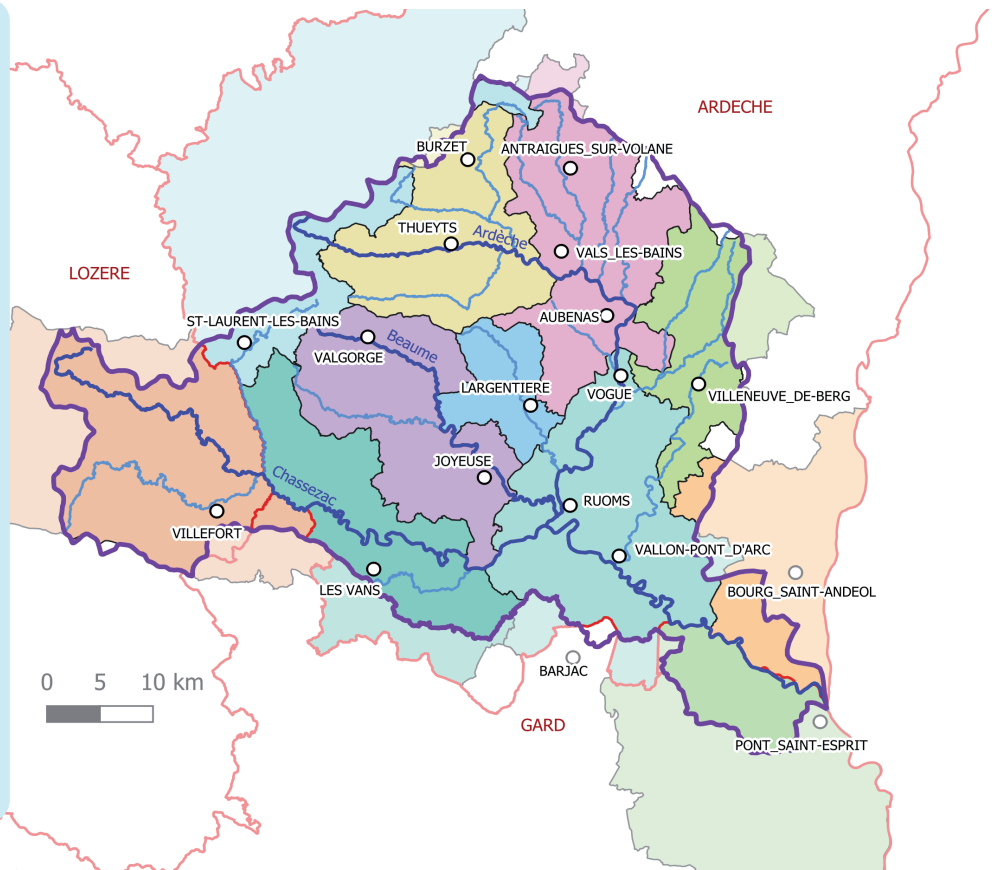 ARDECHE
BURZET
ANTRAIGUES_SUR-VOLANE
THUEYTS
Ardèche
VALS_LES-BAINS
LOZERE
ST-LAURENT-LES-BAINS
AUBENAS
Beaume
VALGORGE
L'ARGENTIERE
VOGUE
VILLENEUVE_DE-BERG
JOYEUSE
Chassezac
RUOMS
VILLEFORT
VALLON-PONT_D'ARC
LES VANS
BOURG_SAINT-ANDEOL
BARJAC
0 5 10 km
GARD
PONT_SAINT-ESPRIT